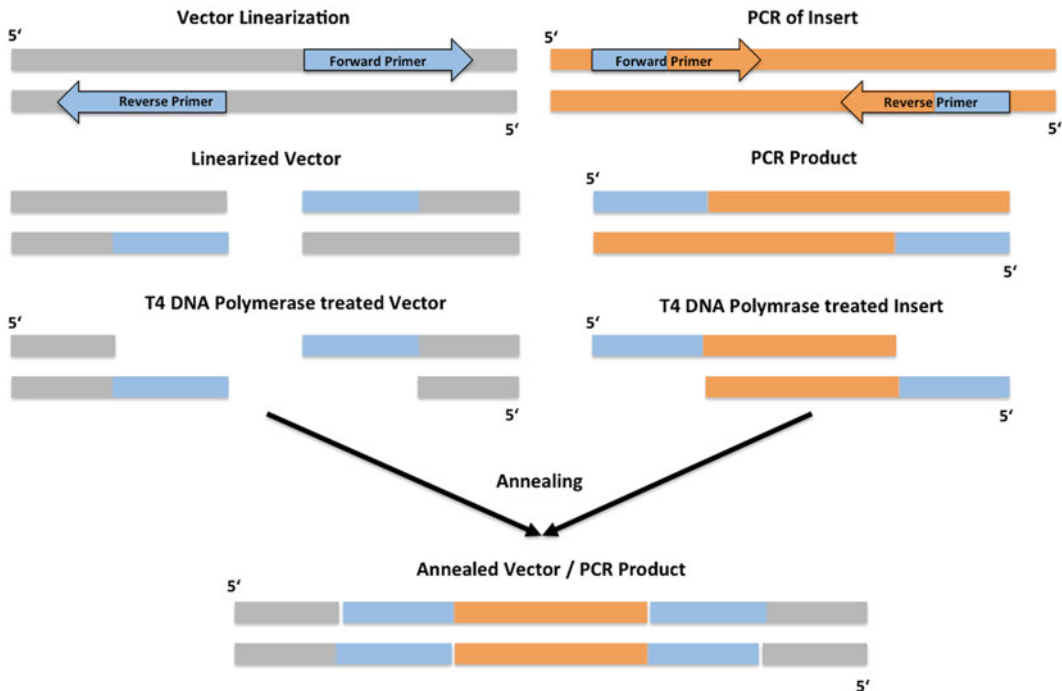 Vector Linearization
5‘
Forward Primer
Reverse Primer
5‘
PCR of Insert
5‘
Forward Primer
Reverse Primer
5‘
Linearized Vector
PCR Product
5‘
5‘
T4 DNA Polymerase treated Vector
5‘
5‘
T4 DNA Polymrase treated Insert
5‘
5‘
Annealing
Annealed Vector / PCR Product
5‘
5‘